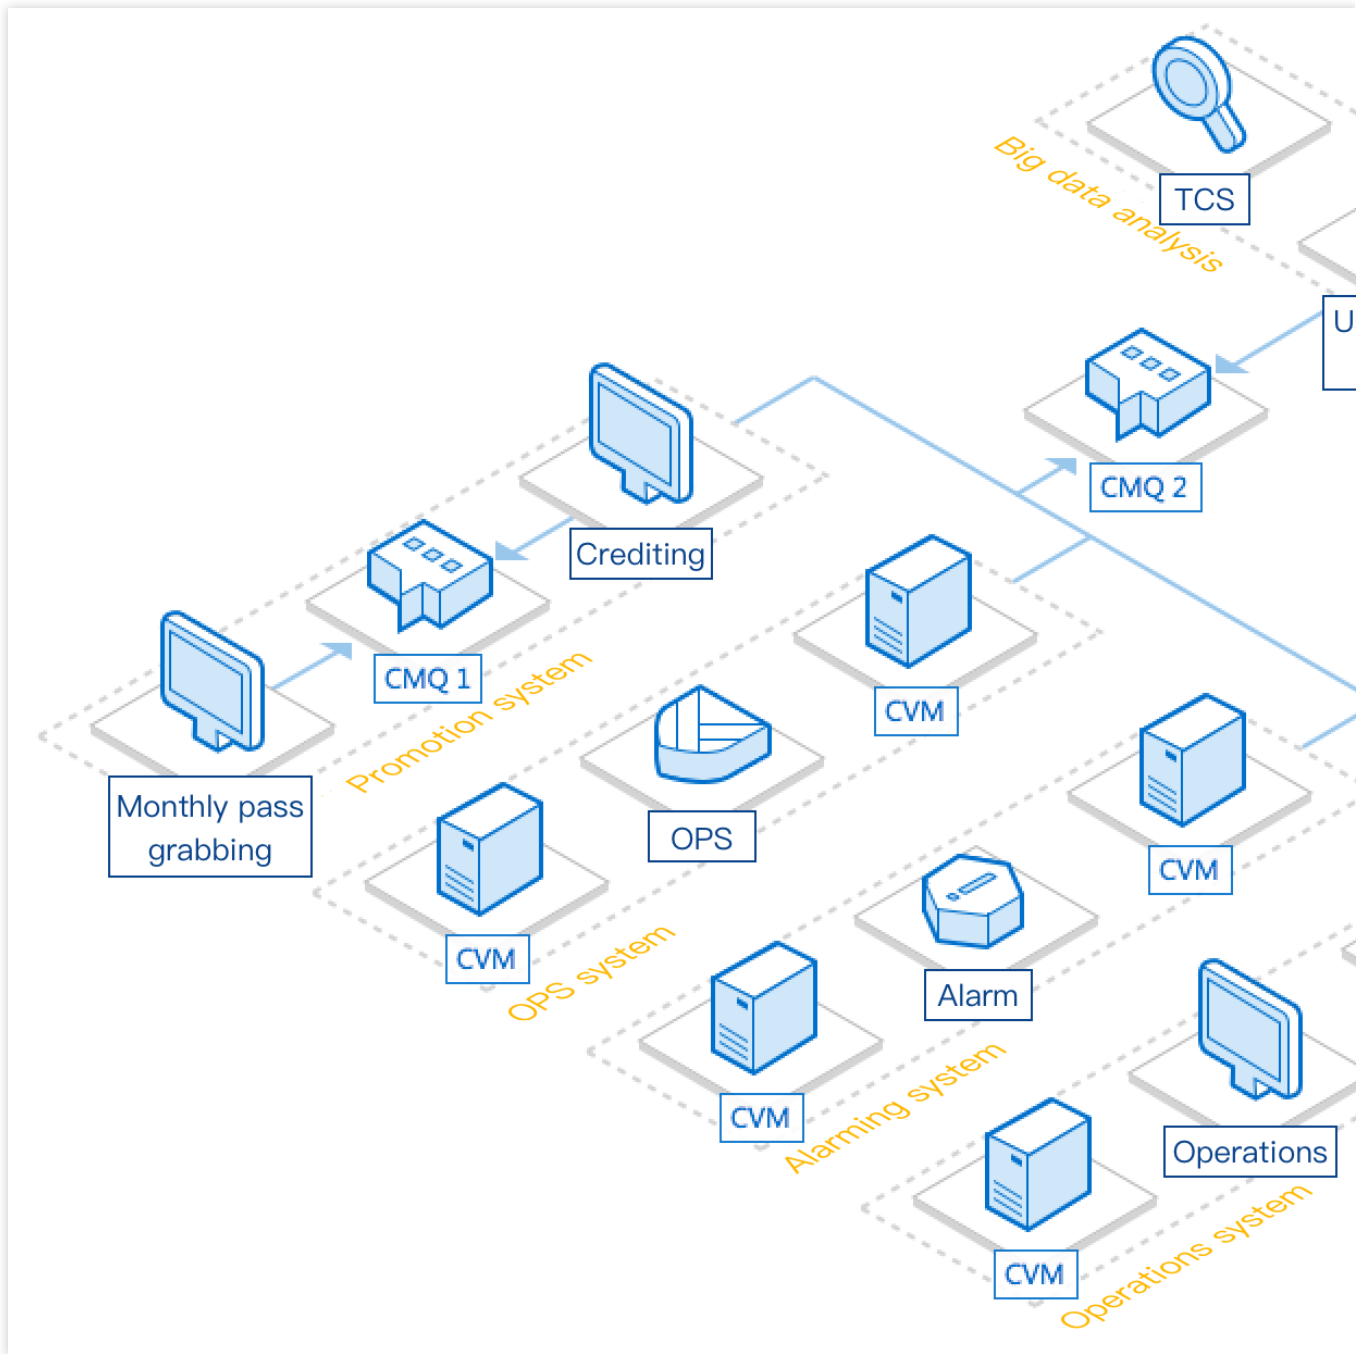 TCS
Big data analysis
U
CMQ 2
Crediting
CMQ 1
Promotion system
Monthly pass
grabbing
CVM
OPS
CVM
OPS system
CVM
Alarm
CVM
Alarming system
Operations
CVM
Operations system